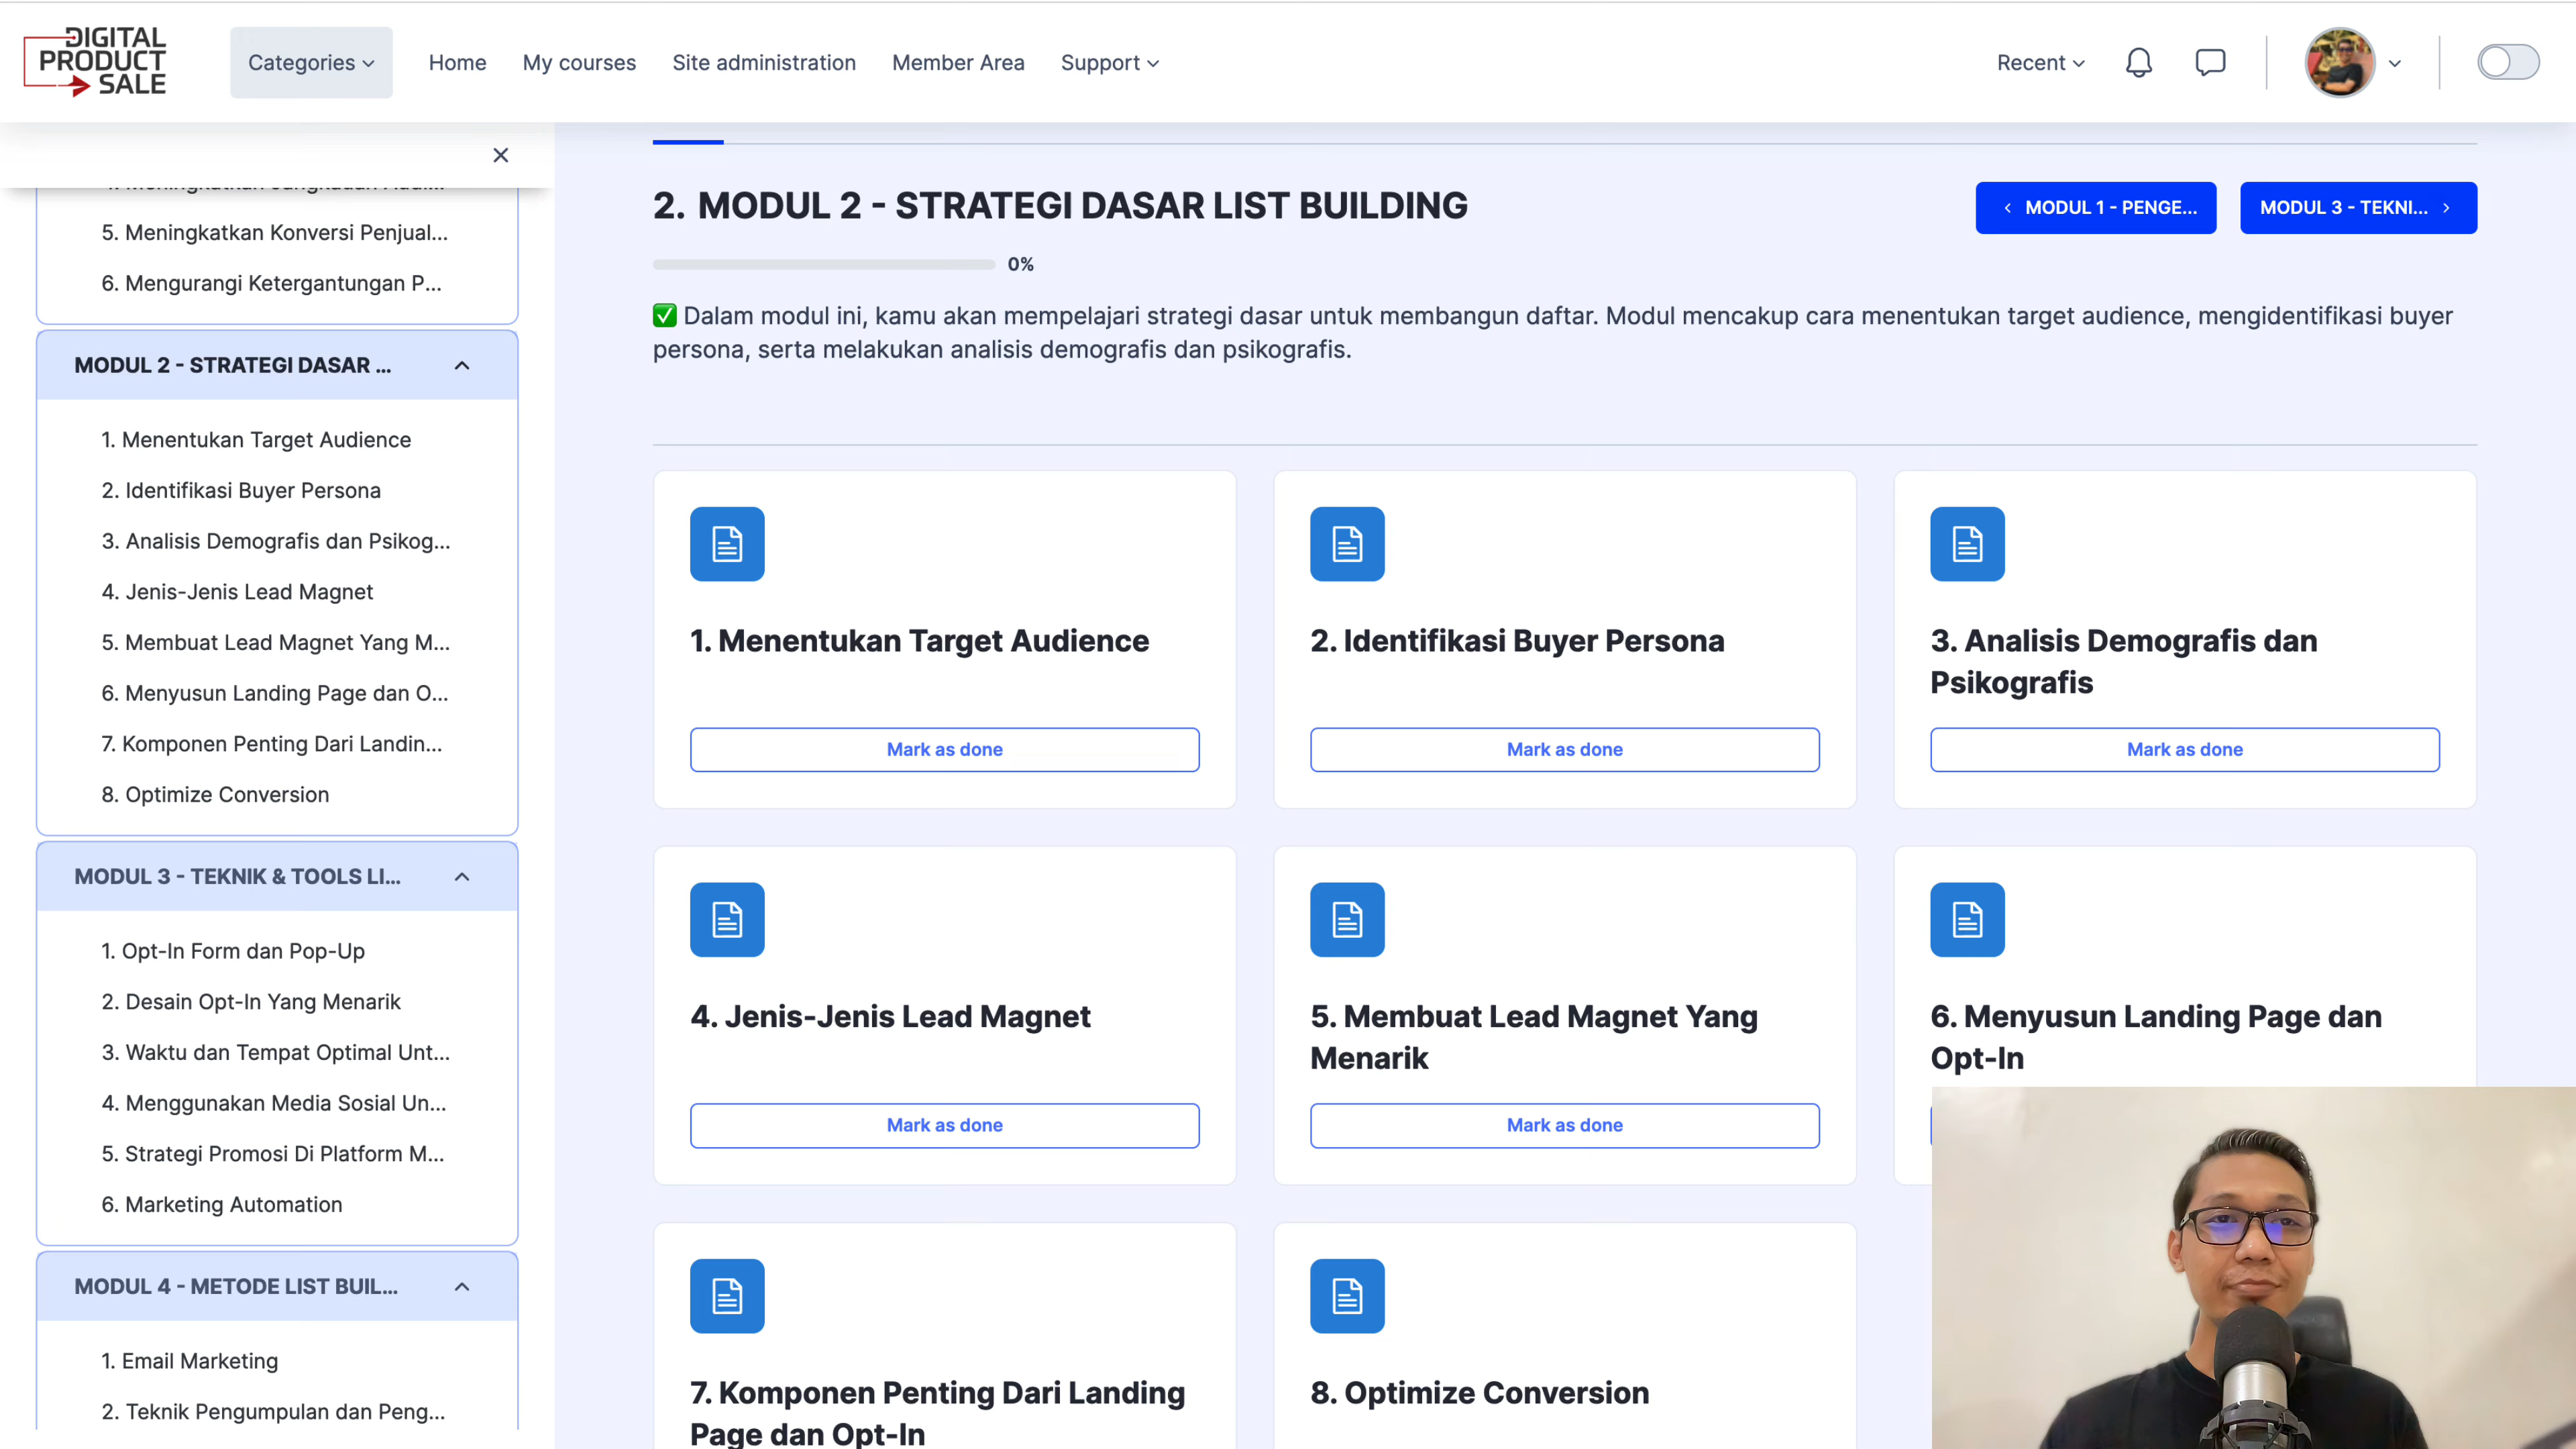 DIGITAL
PRODUCT
SALE
Categories
Home
My courses
Site administration
Member Area
Support
Recent
5. Meningkatkan Konversi Penjual...
6. Mengurangi Ketergantungan P...
MODUL 2 - STRATEGI DASAR ...
1. Menentukan Target Audience
2. Identifikasi Buyer Persona
3. Analisis Demografis dan Psikog...
4. Jenis-Jenis Lead Magnet
5. Membuat Lead Magnet Yang M...
6. Menyusun Landing Page dan O...
7. Komponen Penting Dari Landin...
8. Optimize Conversion
MODUL 3 - TEKNIK & TOOLS LI...
1. Opt-In Form dan Pop-Up
2. Desain Opt-In Yang Menarik
3. Waktu dan Tempat Optimal Unt...
4. Menggunakan Media Sosial Un...
5. Strategi Promosi Di Platform M...
6. Marketing Automation
MODUL 4 - METODE LIST BUIL...
1. Email Marketing
2. Teknik Pengumpulan dan Peng...
2. MODUL 2 - STRATEGI DASAR LIST BUILDING
MODUL 1 - PENGE...
MODUL 3 - TEKNI...
0%
✅ Dalam modul ini, kamu akan mempelajari strategi dasar untuk membangun daftar. Modul mencakup cara menentukan target audience, mengidentifikasi buyer
persona, serta melakukan analisis demografis dan psikografis.
1. Menentukan Target Audience
Mark as done
2. Identifikasi Buyer Persona
Mark as done
3. Analisis Demografis dan
Psikografis
Mark as done
4. Jenis-Jenis Lead Magnet
Mark as done
5. Membuat Lead Magnet Yang
Menarik
Mark as done
6. Menyusun Landing Page dan
Opt-In
7. Komponen Penting Dari Landing
Page dan Opt-In
8. Optimize Conversion